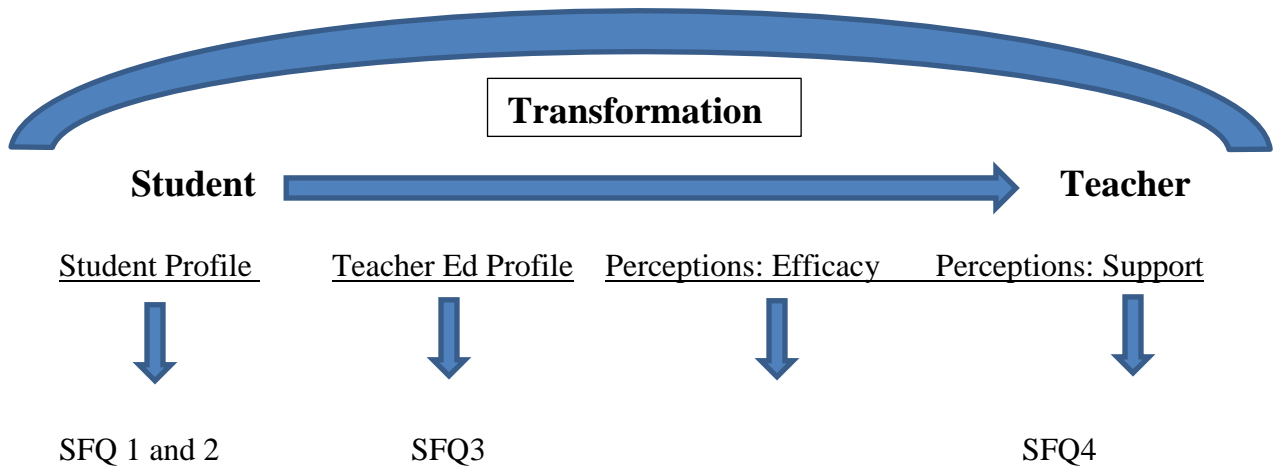 Transformation
Student Teacher
Student Profile Teacher Ed Profile Perceptions: Efficacy Perceptions: Support
SFQ 1 and 2 SFQ3 SFQ4